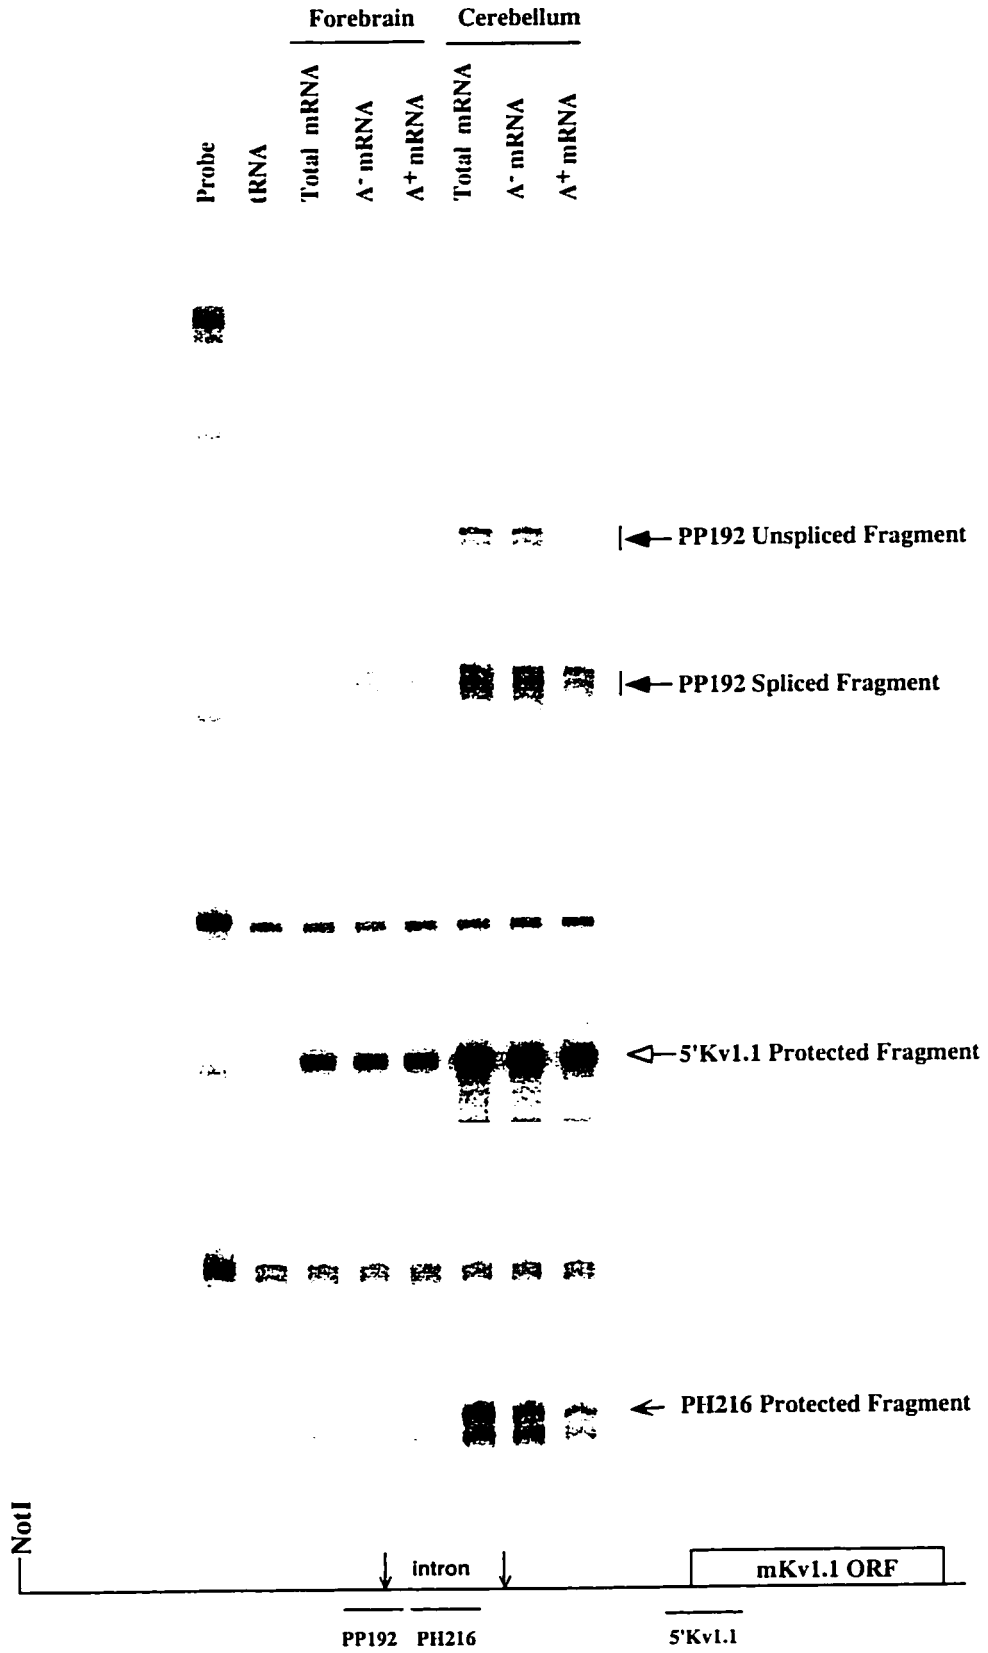 Forebrain Cerebellum
Probe
tRNA
Total mRNA
A- mRNA
A+ mRNA
Total mRNA
A- mRNA
A+ mRNA
PP192 Unspliced Fragment
PP192 Spliced Fragment
5'Kv1.1 Protected Fragment
PH216 Protected Fragment
NotI
intron
mKv1.1 ORF
PP192 PH216 5'Kv1.1